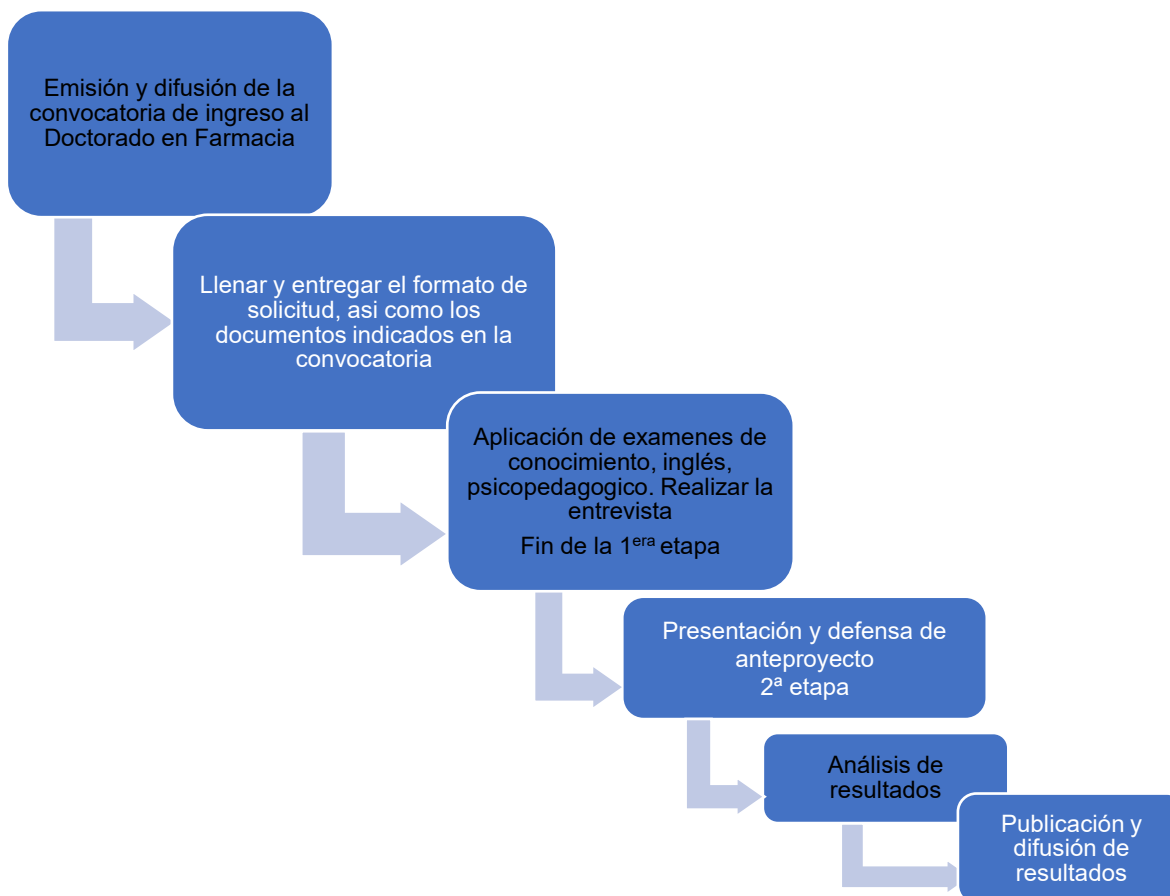 Emisión y difusión de la
convocatoria de ingreso al
Doctorado en Farmacia
Llenar y entregar el formato de
solicitud, asi como los
documentos indicados en la
convocatoria
Aplicación de examenes de
conocimiento, inglés,
psicopedagogico. Realizar la
entrevista
Fin de la 1era etapa
Presentación y defensa de
anteproyecto
2ª etapa
Análisis de
resultados
Publicación y
difusión de
resultados